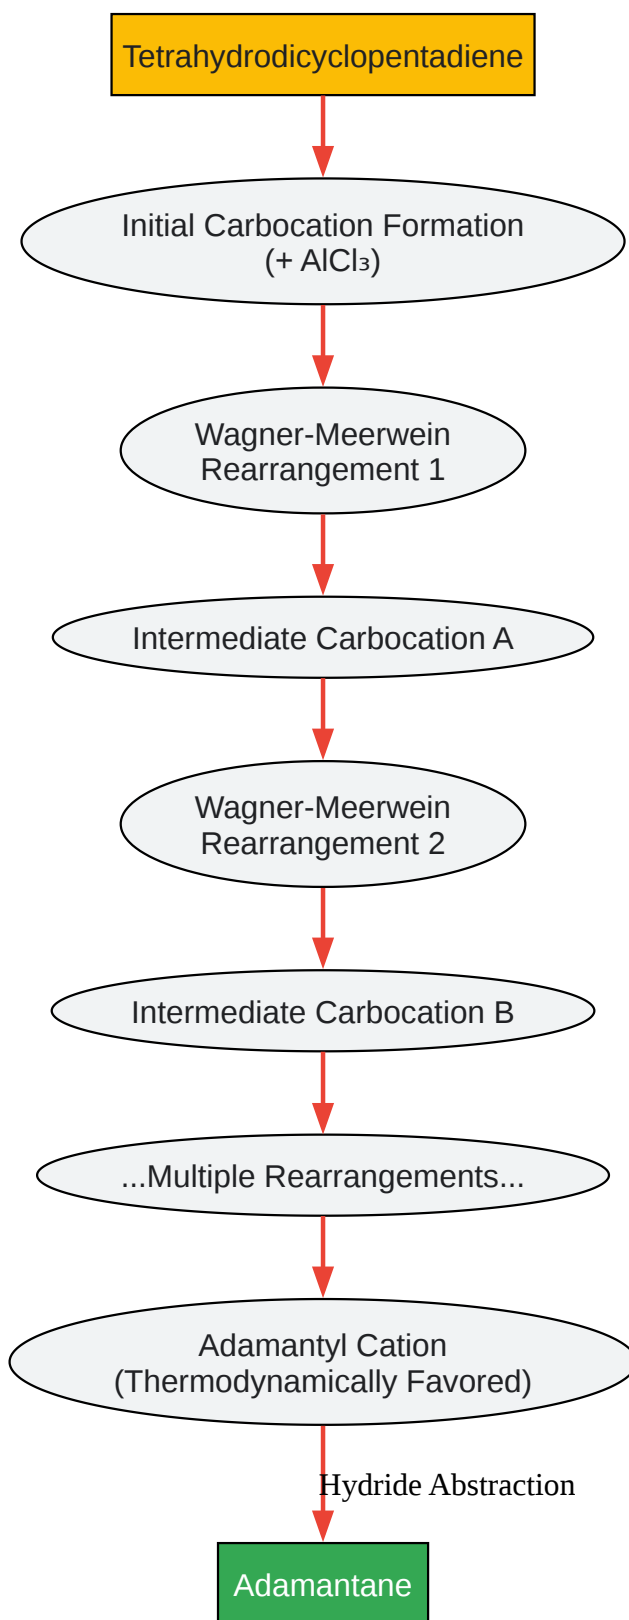 Tetrahydrodicyclopentadiene
Initial Carbocation Formation
(+ AlCl₃)
Wagner-Meerwein
Rearrangement 1
Intermediate Carbocation A
Wagner-Meerwein
Rearrangement 2
Intermediate Carbocation B
...Multiple Rearrangements...
Adamantyl Cation
(Thermodynamically Favored)
Hydride Abstraction
Adamantane